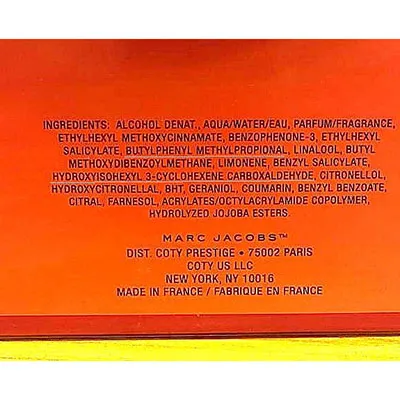 INGREDIENTS: ALCOHOL DENAT., AQUA/WATER/EAU, PARFUM/FRAGRANCE,
ETHYLHEXYL METHOXYCINNAMATE, BENZOPHENONE-3, ETHYLHEXYL
SALICYLATE, BUTYLPHENYL METHYLPROPIONAL, LINALOOL, BUTYL
METHOXYDIBENZOYLMETHANE, LIMONENE, BENZYL SALICYLATE,
HYDROXYISOHEXYL 3-CYCLOHEXENE CARBOXALDEHYDE, CITRONELLOL,
HYDROXYCITRONELLAL, BHT, GERANIOL, COUMARIN, BENZYL BENZOATE,
CITRAL, FARNESOL, ACRYLATES/OCTYLACRYLAMIDE COPOLYMER,
HYDROLYZED JOJOBA ESTERS.
MARC JACOBS™
DIST. COTY PRESTIGE • 75002 PARIS
COTY US LLC
NEW YORK, NY 10016
MADE IN FRANCE / FABRIQUE EN FRANCE